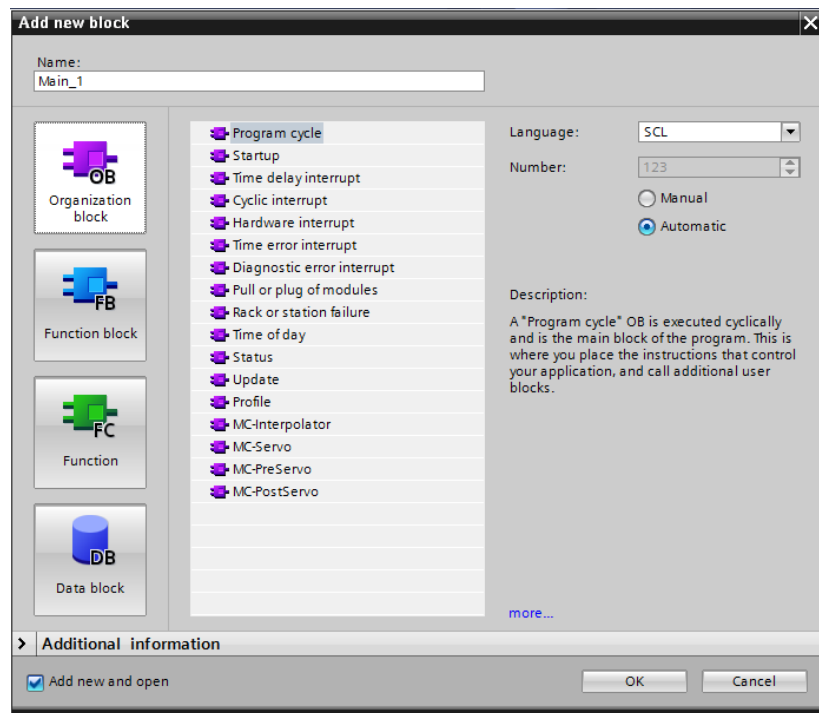 Add new block
Name:
Main_1
OB
Organization
block
FB
Function block
FC
Function
DB
Data block
Program cycle
Startup
Time delay interrupt
Cyclic interrupt
Hardware interrupt
Time error interrupt
Diagnostic error interrupt
Pull or plug of modules
Rack or station failure
Time of day
Status
Update
Profile
MC-Interpolator
MC-Servo
MC-PreServo
MC-PostServo
Language:
SCL
Number:
123
Manual
Automatic
Description:
A "Program cycle" OB is executed cyclically
and is the main block of the program. This is
where you place the instructions that control
your application, and call additional user
blocks.
more...
Additional information
Add new and open
OK
Cancel